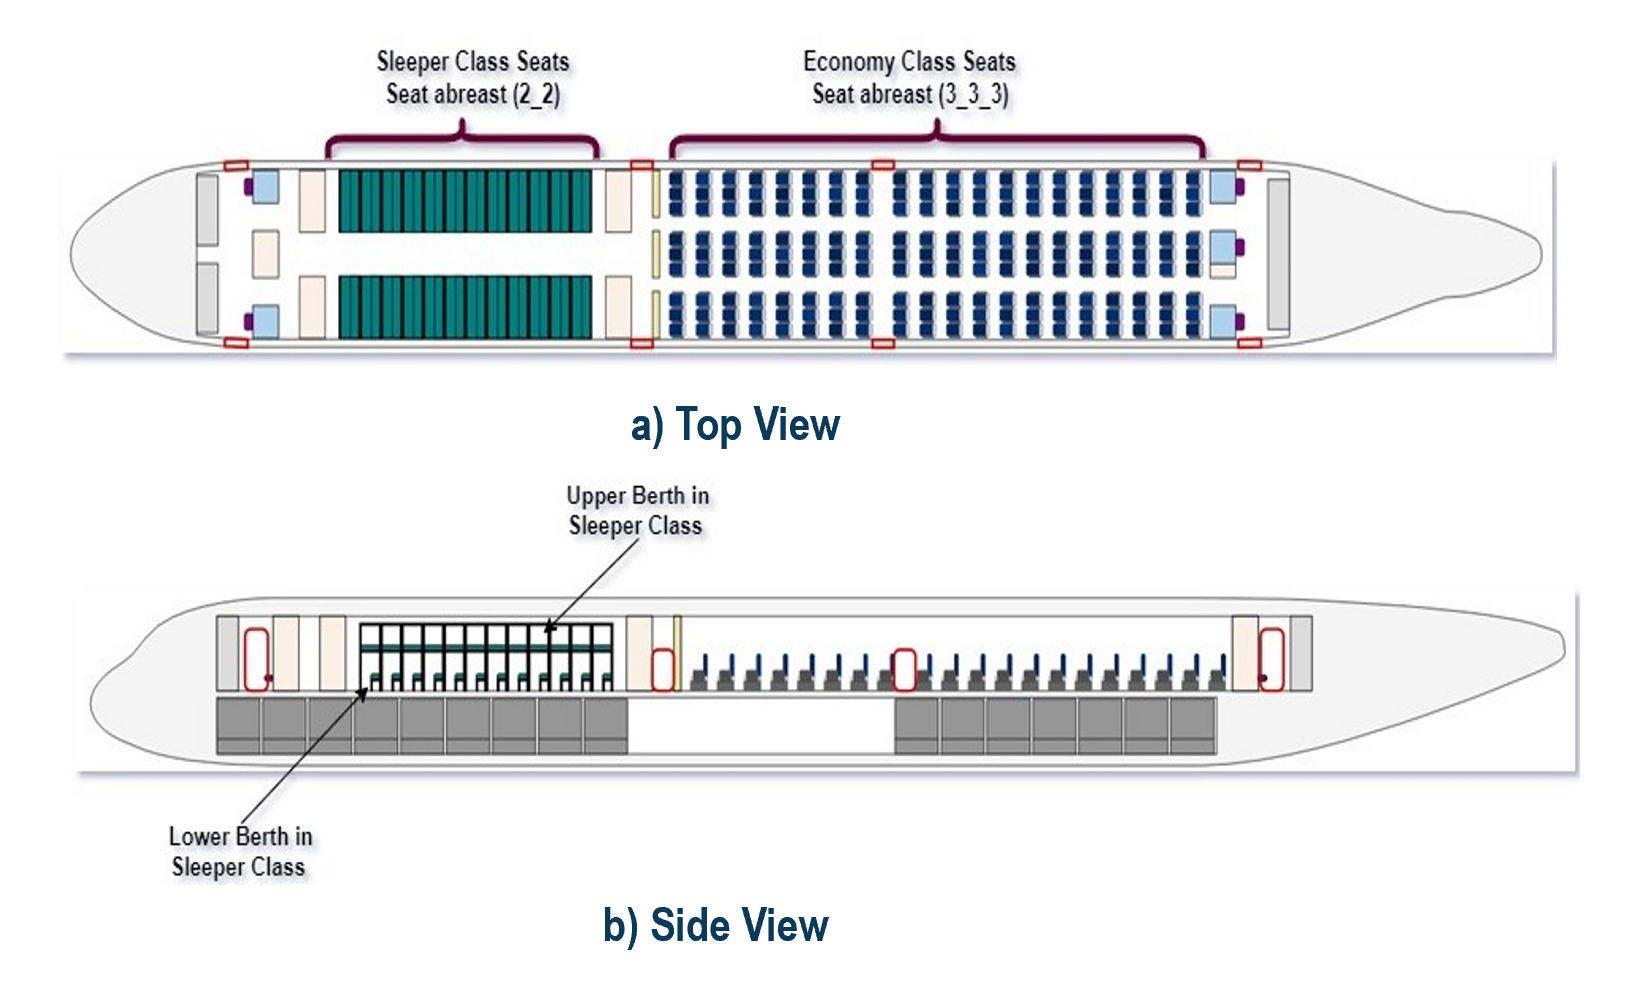 Sleeper Class Seats
Seat abreast (2_2)
Economy Class Seats
Seat abreast (3_3_3)
a) Top View
Upper Berth in
Sleeper Class
Lower Berth in
Sleeper Class
b) Side View